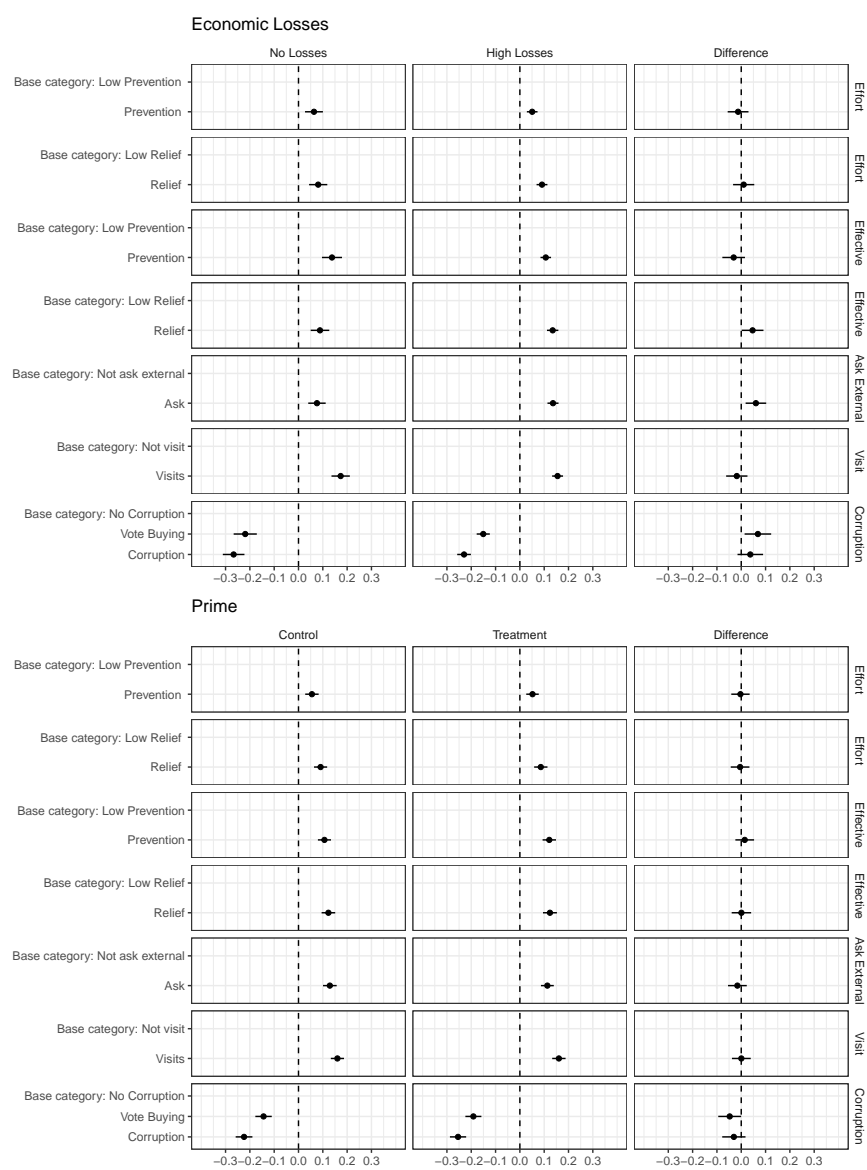 Economic Losses
No Losses High Losses Difference
Base category: Low Prevention
Prevention
Effort
Base category: Low Relief
Relief
Effort
Base category: Low Prevention
Prevention
Effective
Base category: Low Relief
Relief
Effective
Base category: Not ask external
Ask
Ask External
Base category: Not visit
Visits
Visit
Base category: No Corruption
Vote Buying
Corruption
Corruption
−0.3−0.2−0.1 0.0 0.1 0.2 0.3 −0.3−0.2−0.1 0.0 0.1 0.2 0.3 −0.3−0.2−0.1 0.0 0.1 0.2 0.3
Prime
Control Treatment Difference
Base category: Low Prevention
Prevention
Effort
Base category: Low Relief
Relief
Effort
Base category: Low Prevention
Prevention
Effective
Base category: Low Relief
Relief
Effective
Base category: Not ask external
Ask
Ask External
Base category: Not visit
Visits
Visit
Base category: No Corruption
Vote Buying
Corruption
Corruption
−0.3−0.2−0.1 0.0 0.1 0.2 0.3 −0.3−0.2−0.1 0.0 0.1 0.2 0.3 −0.3−0.2−0.1 0.0 0.1 0.2 0.3